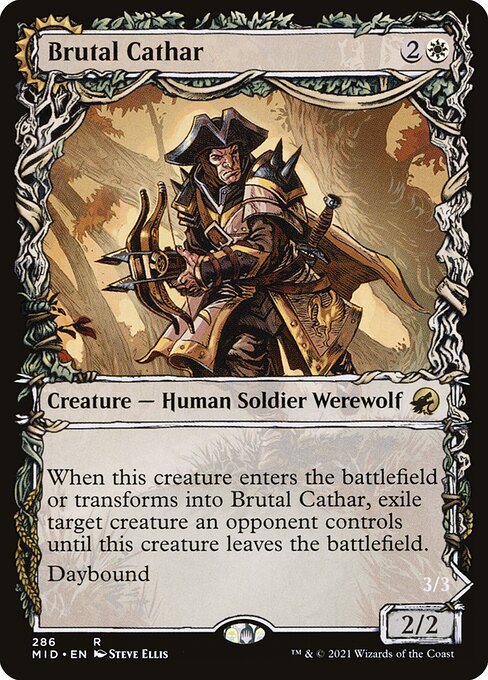 Brutal Cathar 2
Creature — Human Soldier Werewolf
When this creature enters the battlefield
or transforms into Brutal Cathar, exile
target creature an opponent controls
until this creature leaves the battlefield.
Daybound
3/3
2/2
286 R
MID • EN Steve Ellis
™ & © 2021 Wizards of the Coast